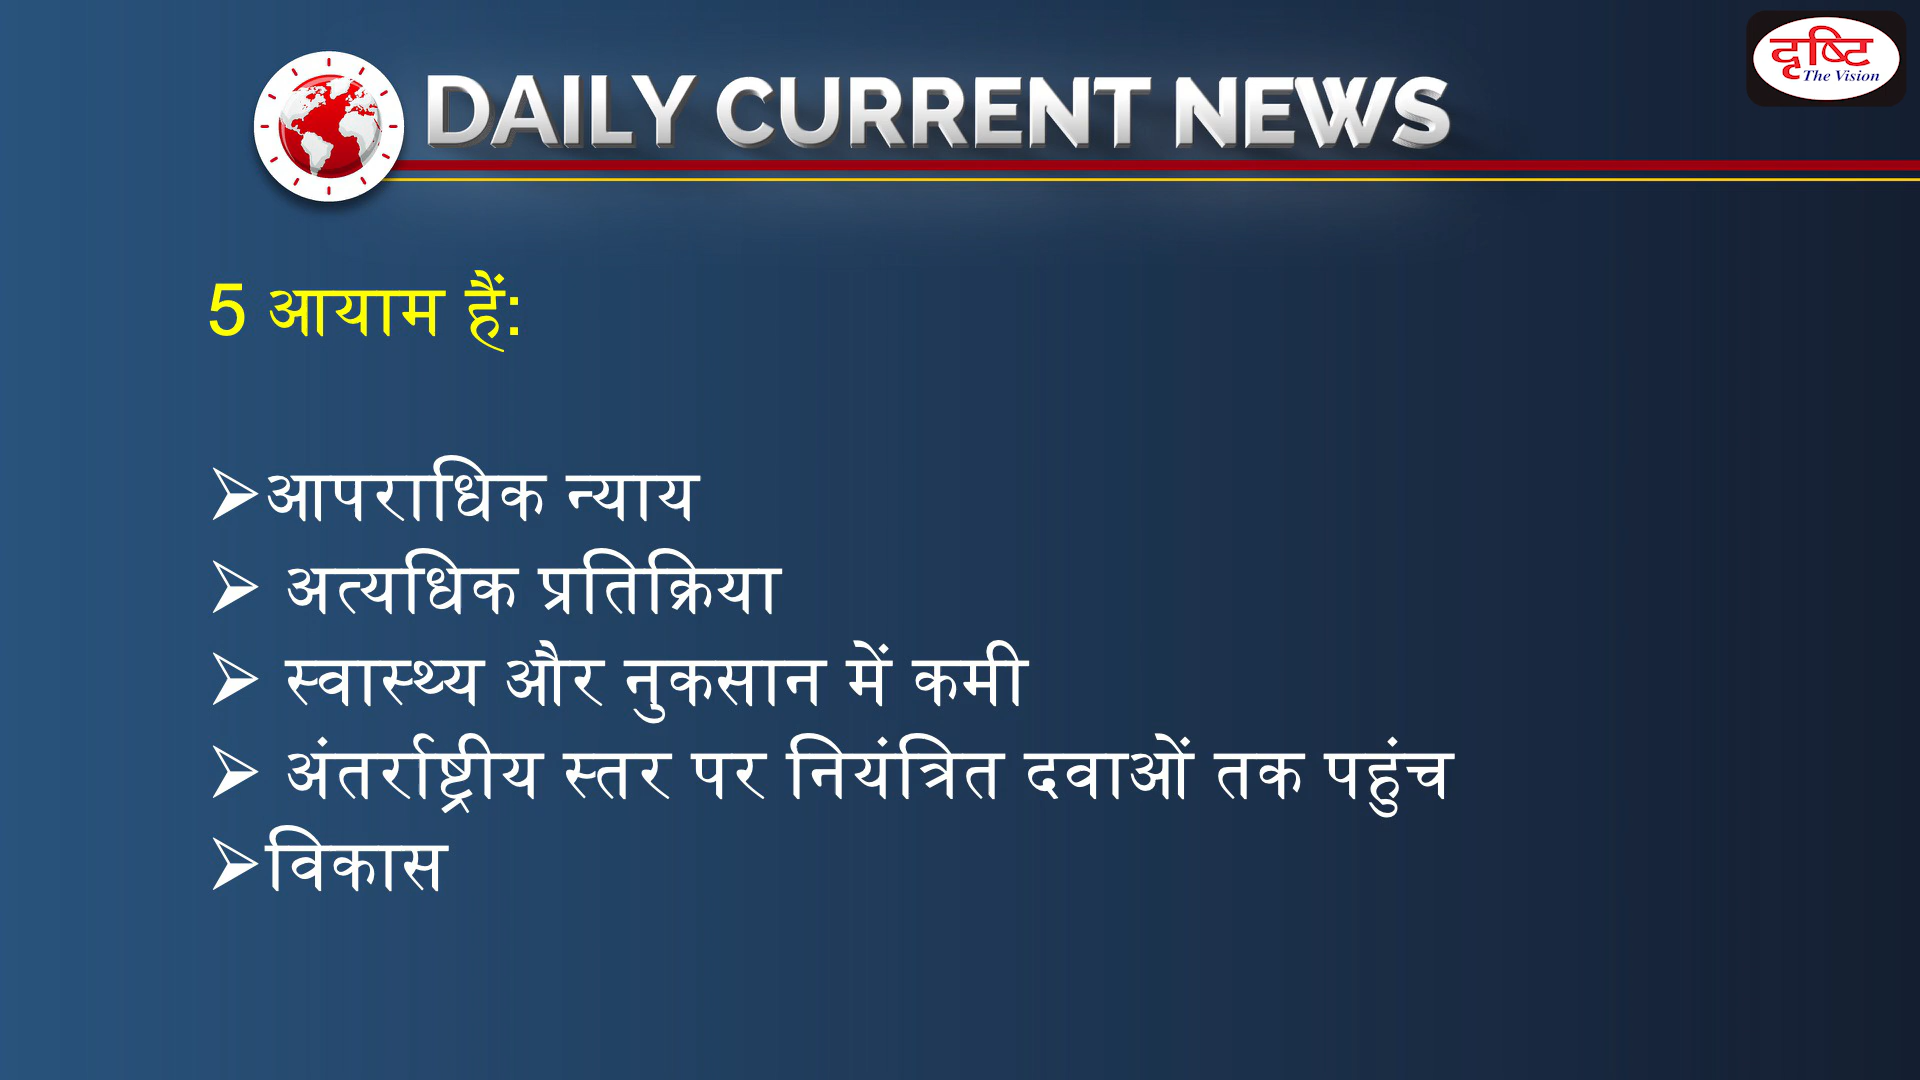 दृष्टि
The Vision
DAILY CURRENT NEWS
5 आयाम हैं:
➢आपराधिक न्याय
➢ अत्यधिक प्रतिक्रिया
➢ स्वास्थ्य और नुकसान में कमी
➢ अंतर्राष्ट्रीय स्तर पर नियंत्रित दवाओं तक पहुंच
➢विकास